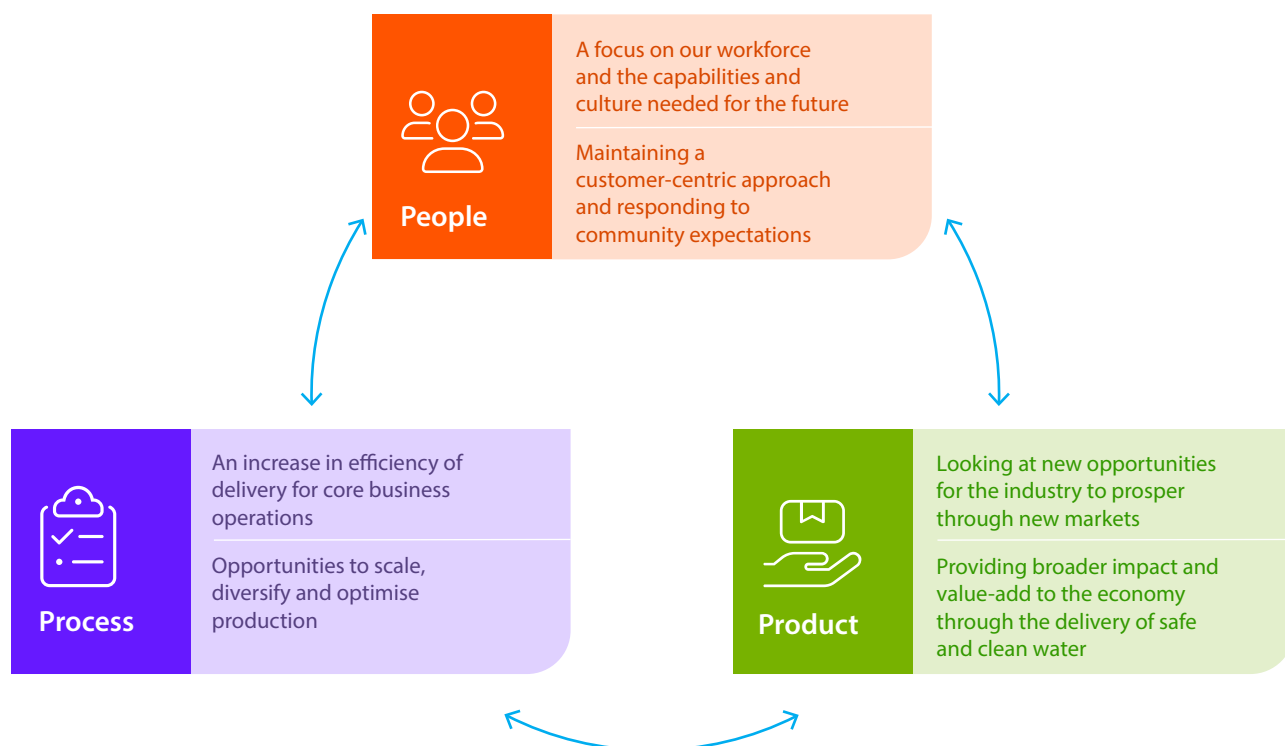 People
A focus on our workforce
and the capabilities and
culture needed for the future
Maintaining a
customer-centric approach
and responding to
community expectations
Process
An increase in efficiency of
delivery for core business
operations
Opportunities to scale,
diversify and optimise
production
Product
Looking at new opportunities
for the industry to prosper
through new markets
Providing broader impact and
value-add to the economy
through the delivery of safe
and clean water